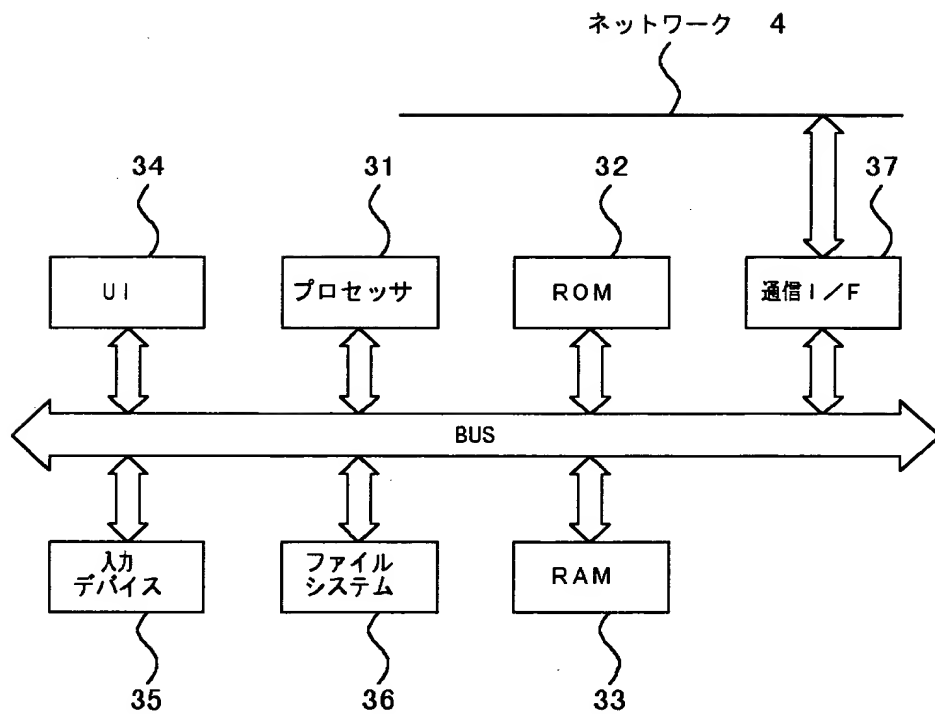 ネットワーク 4
34
31
32
37
UI
プロセッサ
ROM
通信I/F
BUS
入力
デバイス
ファイル
システム
RAM
35
36
33